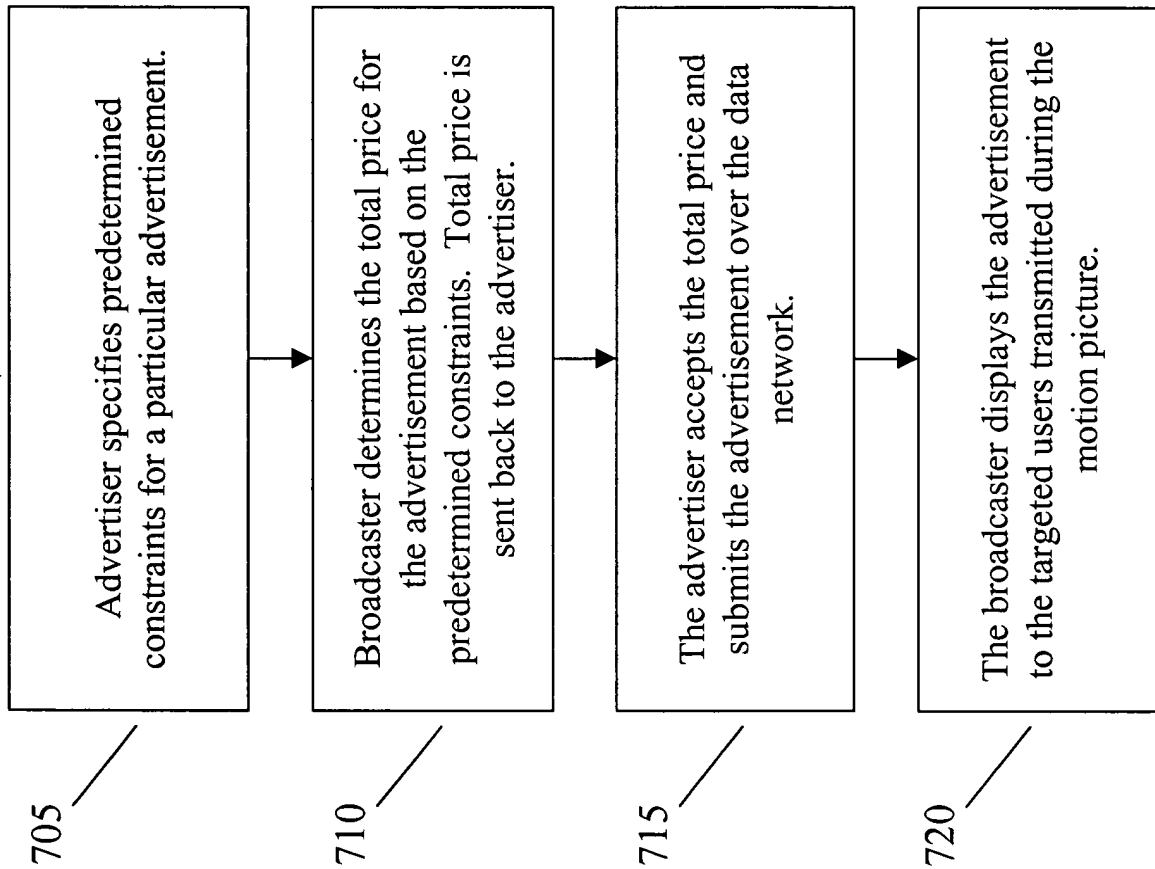 705
Advertiser specifies predetermined
constraints for a particular advertisement.
710
Broadcaster determines the total price for
the advertisement based on the
predetermined constraints.  Total price is
sent back to the advertiser.
715
The advertiser accepts the total price and
submits the advertisement over the data
network.
720
The broadcaster displays the advertisement
to the targeted users transmitted during the
motion picture.